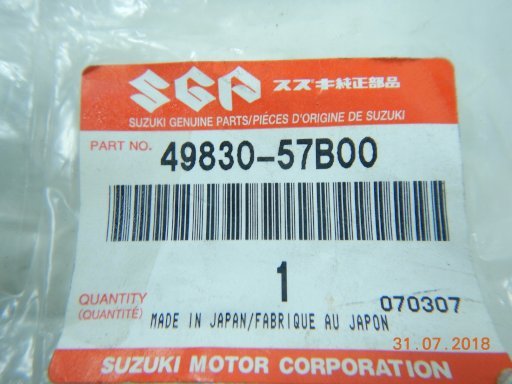 SGP スズキ純正部品
SUZUKI GENUINE PARTS/PIÈCES D'ORIGINE DE SUZUKI
PART NO. 49830-57B00
1
QUANTITY
(QUANTITÉ)
070307
MADE IN JAPAN/FABRIQUE AU JAPON
31.07.2018
SUZUKI MOTOR CORPORATION